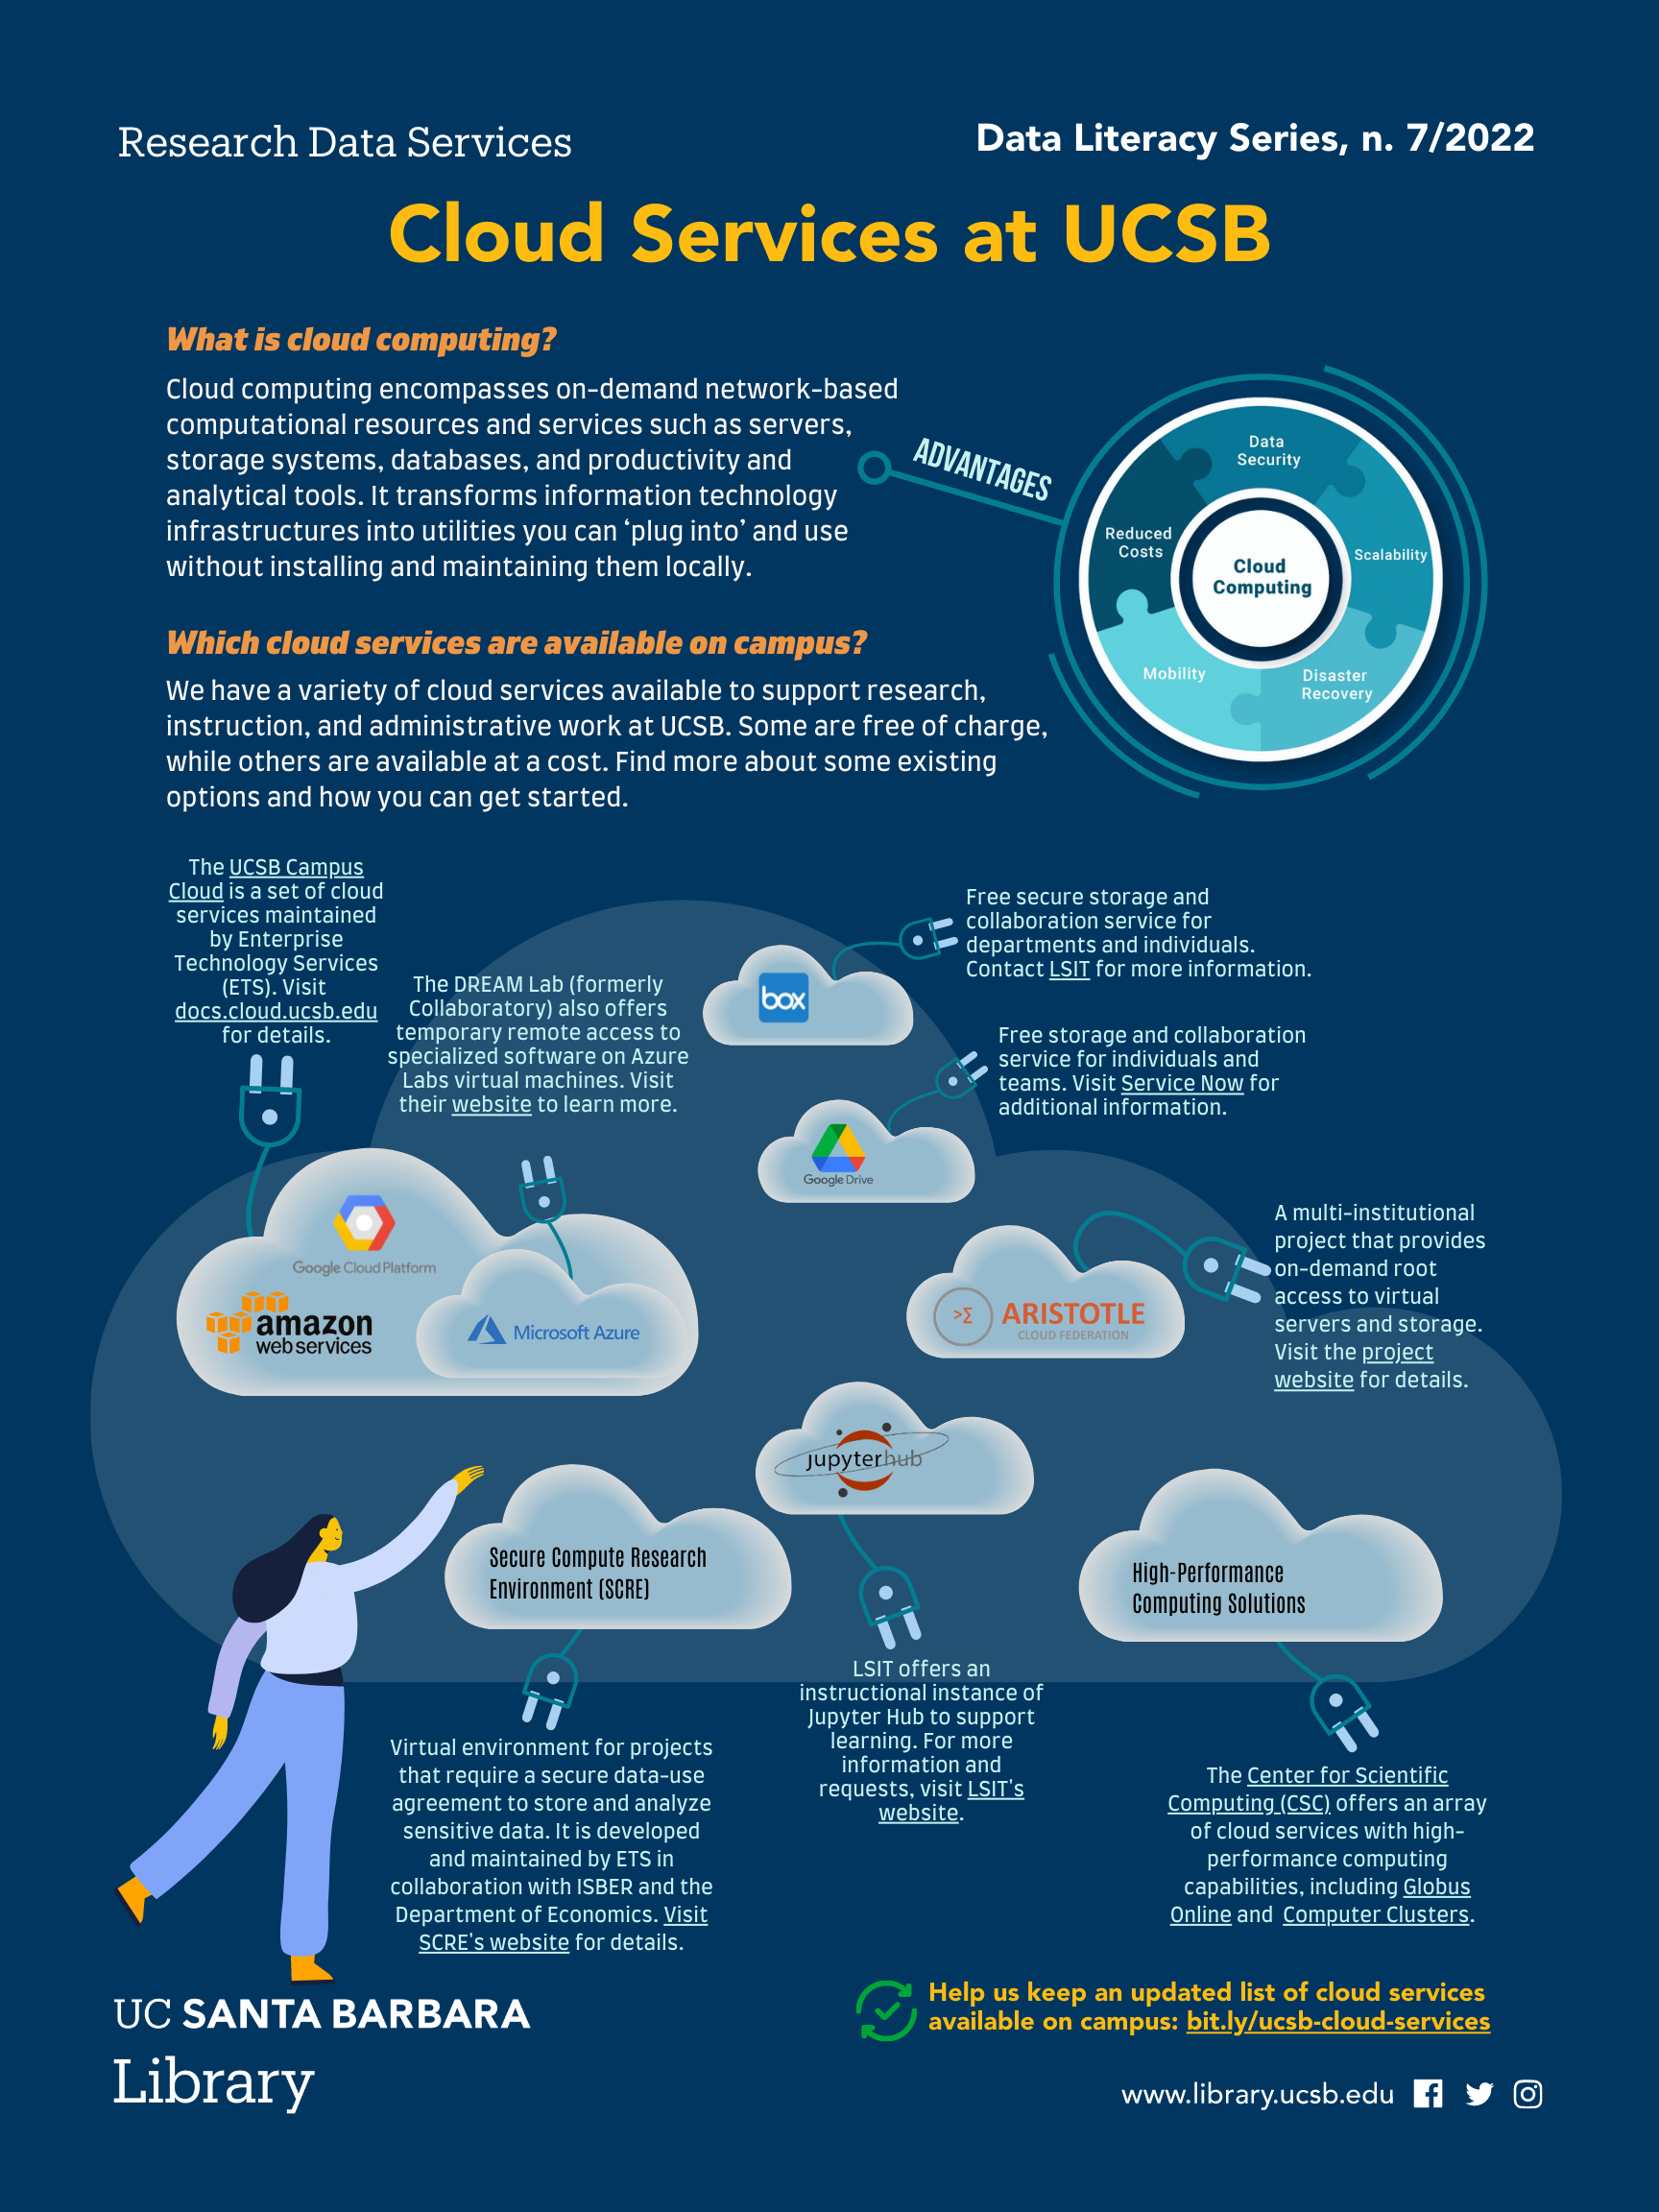 Research Data Services
Data Literacy Series, n. 7/2022
Cloud Services at UCSB
What is cloud computing?
Cloud computing encompasses on-demand network-based
computational resources and services such as servers,
storage systems, databases, and productivity and
analytical tools. It transforms information technology
infrastructures into utilities you can ‘plug into’ and use
without installing and maintaining them locally.
ADVANTAGES
Data
Security
Reduced
Costs
Scalability
Cloud
Computing
Mobility
Disaster
Recovery
Which cloud services are available on campus?
We have a variety of cloud services available to support research,
instruction, and administrative work at UCSB. Some are free of charge,
while others are available at a cost. Find more about some existing
options and how you can get started.
The UCSB Campus
Cloud is a set of cloud
services maintained
by Enterprise
Technology Services
(ETS). Visit
docs.cloud.ucsb.edu
for details.
The DREAM Lab (formerly
Collaboratory) also offers
temporary remote access to
specialized software on Azure
Labs virtual machines. Visit
their website to learn more.
box
Free secure storage and
collaboration service for
departments and individuals.
Contact LSIT for more information.
Google Drive
Free storage and collaboration
service for individuals and
teams. Visit Service Now for
additional information.
Google Cloud Platform
amazon
webservices
Microsoft Azure
>Σ
ARISTOTLE
CLOUD FEDERATION
A multi-institutional
project that provides
on-demand root
access to virtual
servers and storage.
Visit the project
website for details.
jupyterhub
Secure Compute Research
Environment (SCRE)
High-Performance
Computing Solutions
Virtual environment for projects
that require a secure data-use
agreement to store and analyze
sensitive data. It is developed
and maintained by ETS in
collaboration with ISBER and the
Department of Economics. Visit
SCRE's website for details.
LSIT offers an
instructional instance of
Jupyter Hub to support
learning. For more
information and
requests, visit LSIT's
website.
The Center for Scientific
Computing (CSC) offers an array
of cloud services with high-
performance computing
capabilities, including Globus
Online and Computer Clusters.
UC SANTA BARBARA
Library
Help us keep an updated list of cloud services
available on campus: bit.ly/ucsb-cloud-services
www.library.ucsb.edu